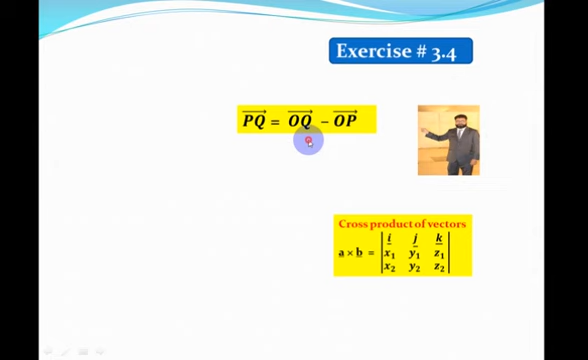 Exercise # 3.4
PQ = OQ − OP
Cross product of vectors
a × b = | i j k |
| x₁ y₁ z₁ |
| x₂ y₂ z₂ |